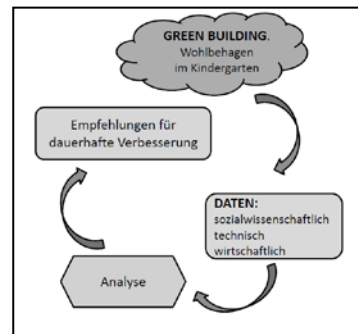 GREEN BUILDING.
Wohlbehagen
im Kindergarten
Empfehlungen für
dauerhafte Verbesserung
DATEN:
sozialwissenschaftlich
technisch
wirtschaftlich
Analyse